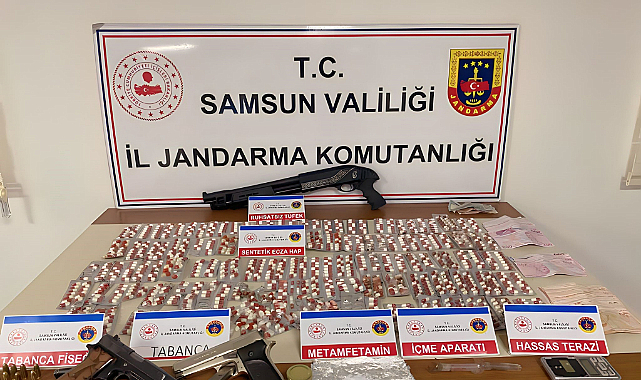 T.C.
SAMSUN VALİLİĞİ
İL JANDARMA KOMUTANLIĞI
JANDARMA
RUHSATSIZ TÜFEK
SENTETİK ECZA HAP
TABANCA FİŞEĞİ
TABANCA
METAMFETAMİN
İÇME APARATI
HASSAS TERAZİ